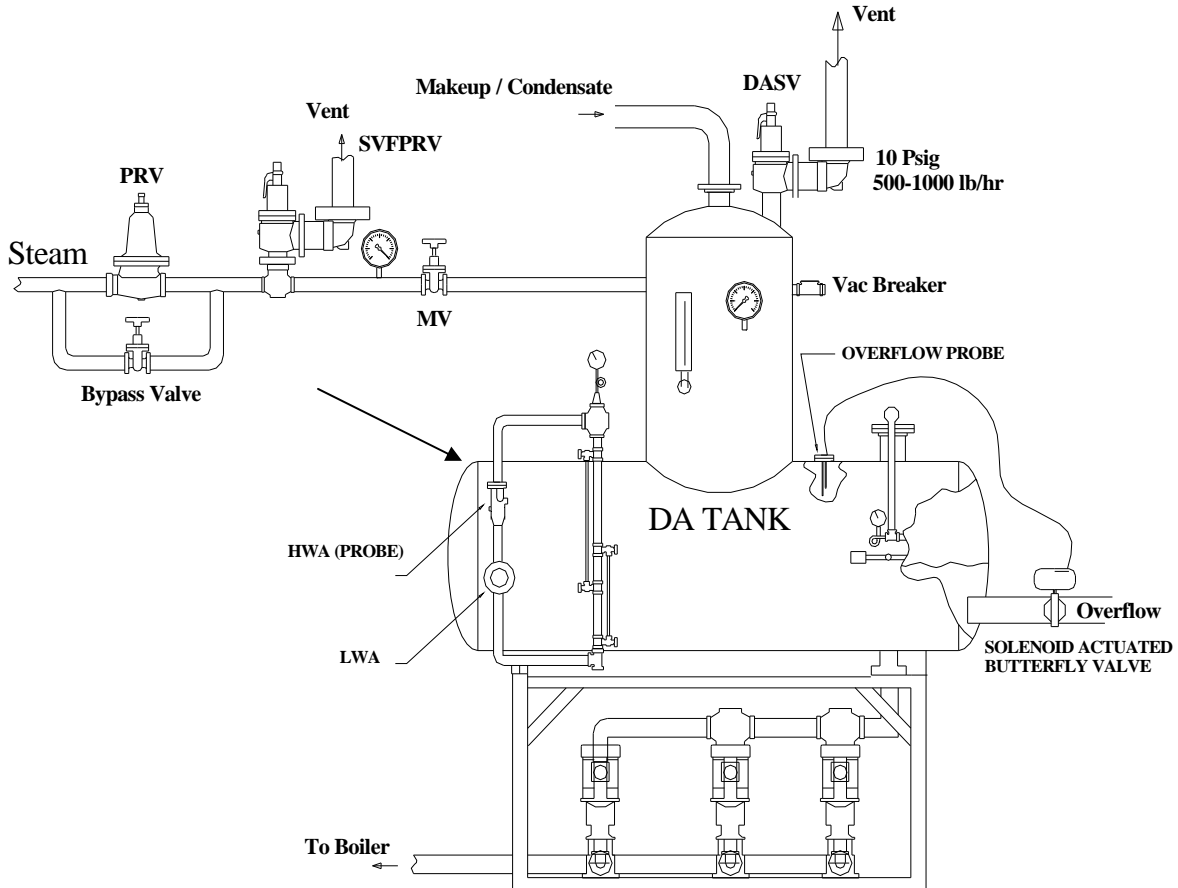 Vent
Makeup / Condensate
DASV
Vent
SVFPRV
10 Psig
500-1000 lb/hr
PRV
Steam
Vac Breaker
MV
OVERFLOW PROBE
Bypass Valve
DA TANK
HWA (PROBE)
Overflow
LWA
SOLENOID ACTUATED
BUTTERFLY VALVE
To Boiler